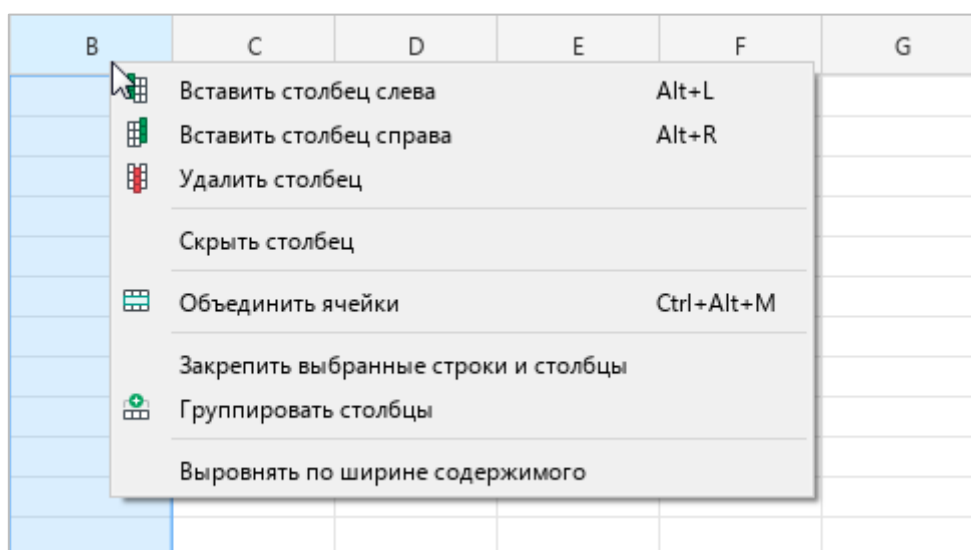 B C D E F G
Вставить столбец слева Alt+L
Вставить столбец справа Alt+R
Удалить столбец
Скрыть столбец
Объединить ячейки Ctrl+Alt+M
Закрепить выбранные строки и столбцы
Группировать столбцы
Выровнять по ширине содержимого